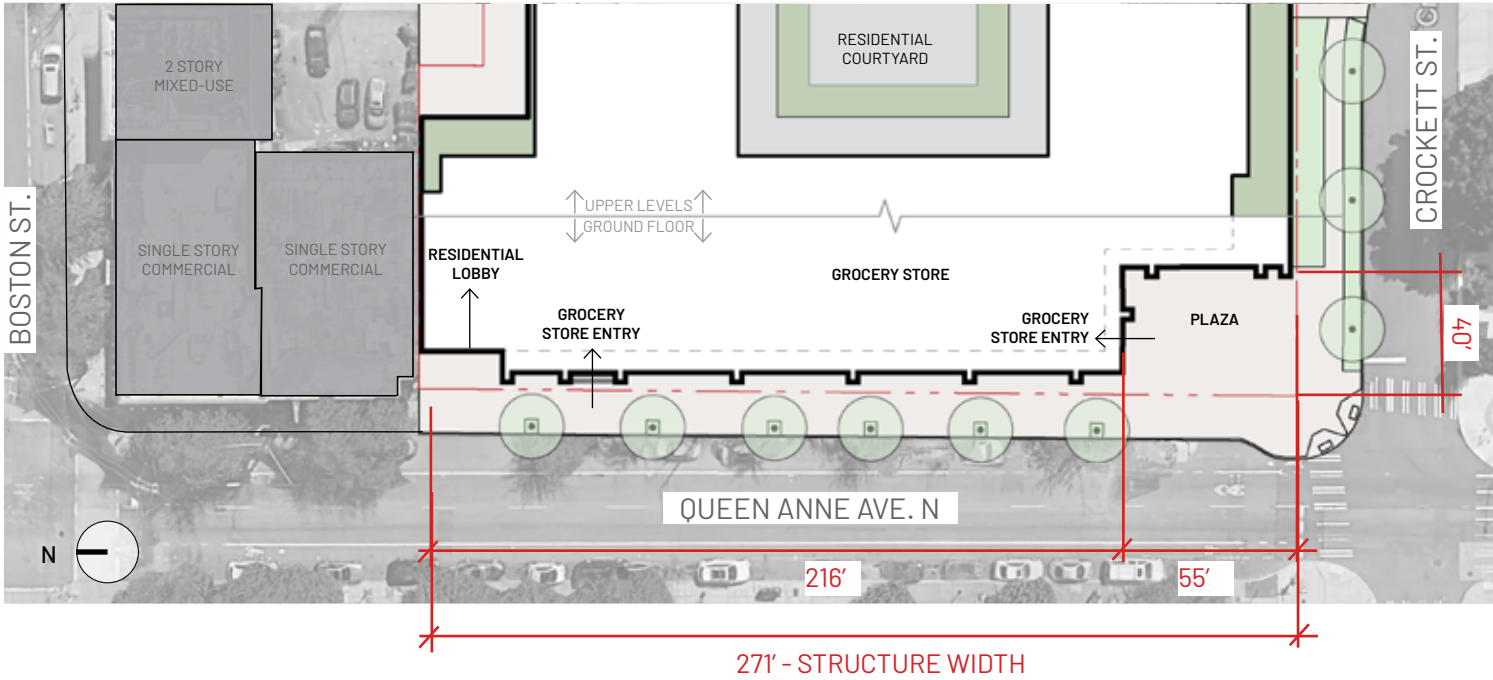 RESIDENTIAL
COURTYARD
2 STORY
MIXED-USE
CROCKETT ST.
BOSTON ST.
UPPER LEVELS
GROUND FLOOR
SINGLE STORY
COMMERCIAL
SINGLE STORY
COMMERCIAL
RESIDENTIAL
LOBBY
GROCERY STORE
GROCERY
STORE ENTRY
GROCERY
STORE ENTRY
PLAZA
40’
QUEEN ANNE AVE. N
N
216’
55’
271’ - STRUCTURE WIDTH